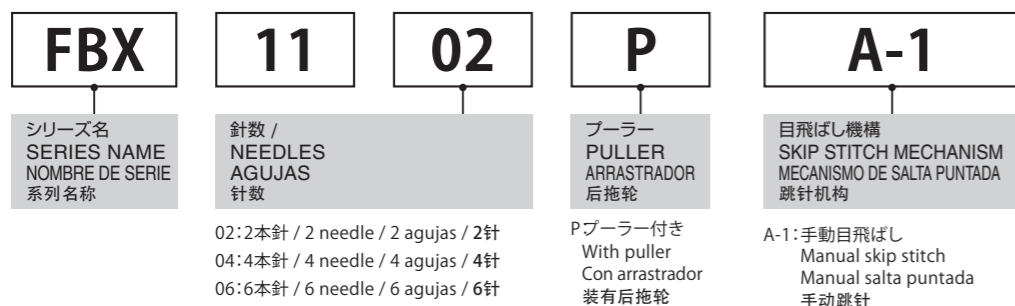 FBX 11 02 P A-1
シリーズ名
SERIES NAME
NOMBRE DE SERIE
系列名称
針数 /
NEEDLES
AGUJAS
针数
02：2本針 / 2 needle / 2 agujas / 2针
04：4本針 / 4 needle / 4 agujas / 4针
06：6本針 / 6 needle / 6 agujas / 6针
プーラー
PULLER
ARRASTRADOR
后拖轮
Pプーラー付き
With puller
Con arrastrador
装有后拖轮
目飛ばし機構
SKIP STITCH MECHANISM
MECANISMO DE SALTA PUNTADA
跳针机构
A-1：手動目飛ばし
Manual skip stitch
Manual salta puntada
手动跳针